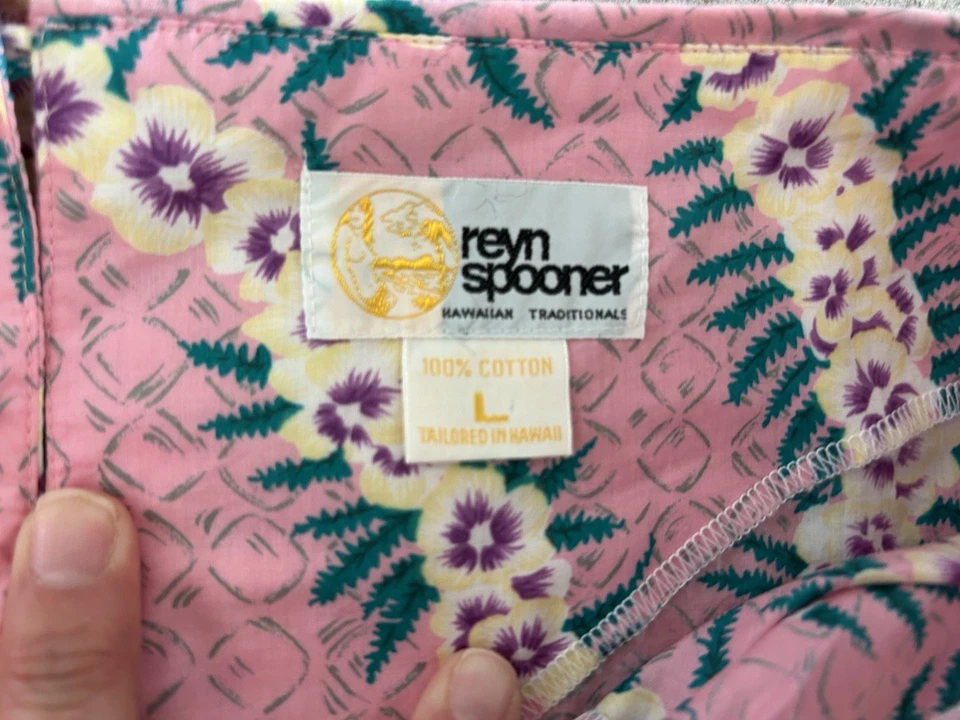 reyn
spooner
HAWAIIAN TRADITIONALS
100% COTTON
L
TAILORED IN HAWAII